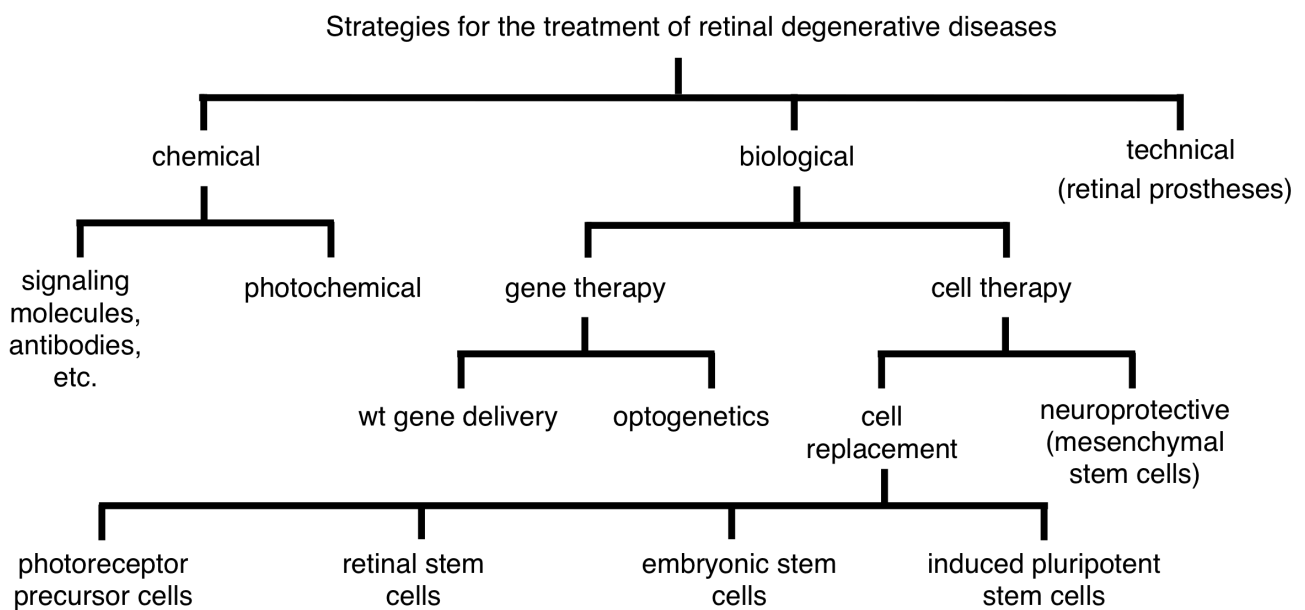 Strategies for the treatment of retinal degenerative diseases
chemical
biological
technical
(retinal prostheses)
signaling
molecules,
antibodies,
etc.
photochemical
gene therapy
cell therapy
wt gene delivery
optogenetics
cell
replacement
neuroprotective
(mesenchymal
stem cells)
photoreceptor
precursor cells
retinal stem
cells
embryonic stem
cells
induced pluripotent
stem cells